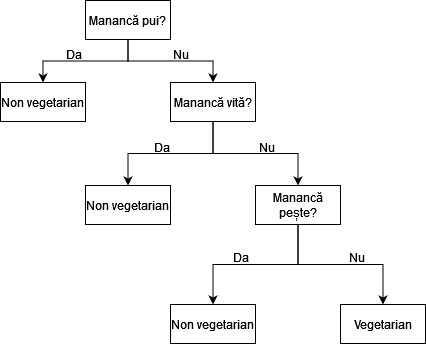 Manancă pui?
Da
Nu
Non vegetarian
Manancă vită?
Da
Nu
Non vegetarian
Manancă
pește?
Da
Nu
Non vegetarian
Vegetarian